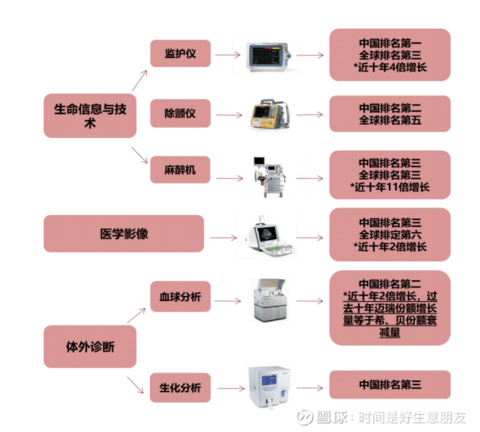 监护仪
中国排名第一
全球排名第三
*近十年4倍增长
生命信息与技
术
除颤仪
中国排名第二
全球排名第五
麻醉机
中国排名第三
全球排名第三
*近十年11倍增长
医学影像
中国排名第三
全球排定第六
*近十年2倍增长
血球分析
中国排名第二
*近十年2倍增长，过
去十年迈瑞份额增长
量等于希、贝份额衰
减量
体外诊断
生化分析
中国排名第三
雪球：时间是好生意朋友